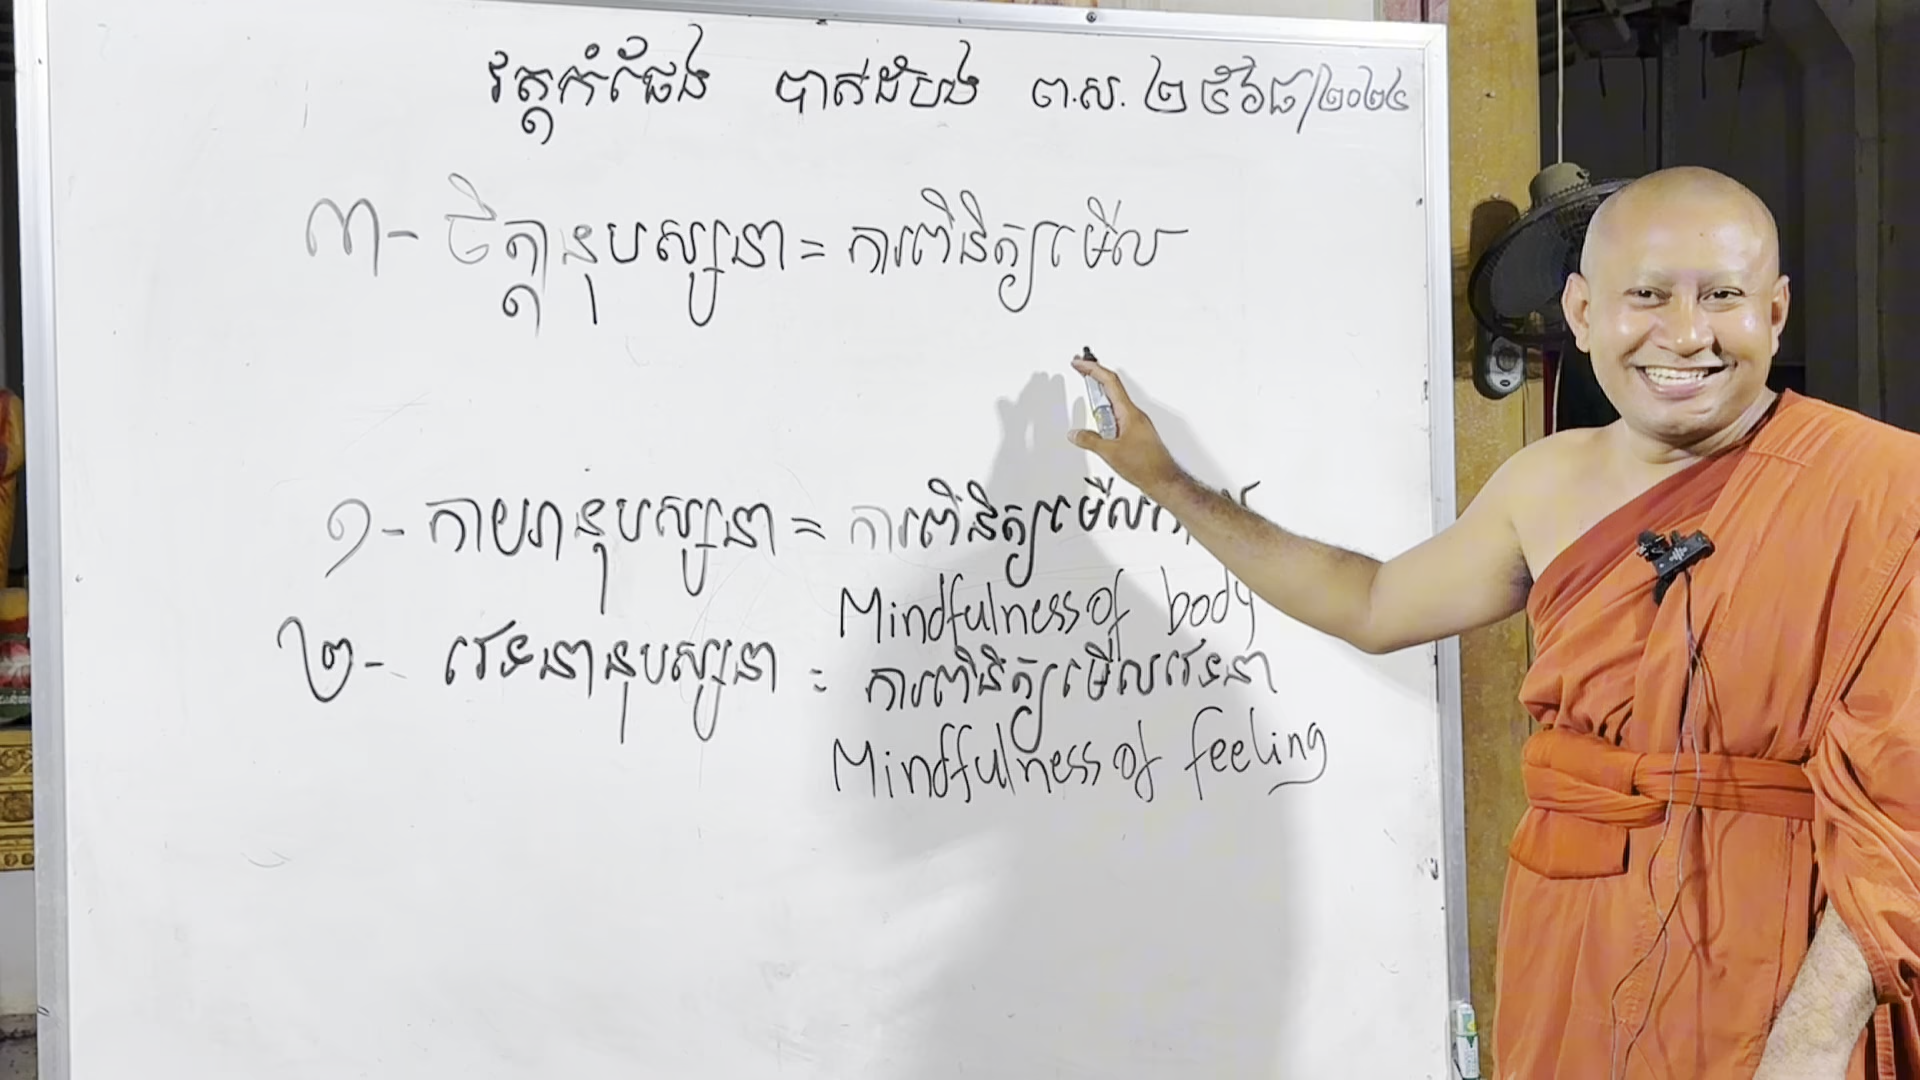 វត្តកំផែង បាត់ដំបង ព.ស. ២៥៦៨/២០២៤
៣- ចិត្តានុបស្សនា = ការពិនិត្យមើល
១- កាយានុបស្សនា = ការពិនិត្យមើល
Mindfulness of body
២- វេទនានុបស្សនា = ការពិនិត្យមើលវេទនា
Mindfulness of feeling